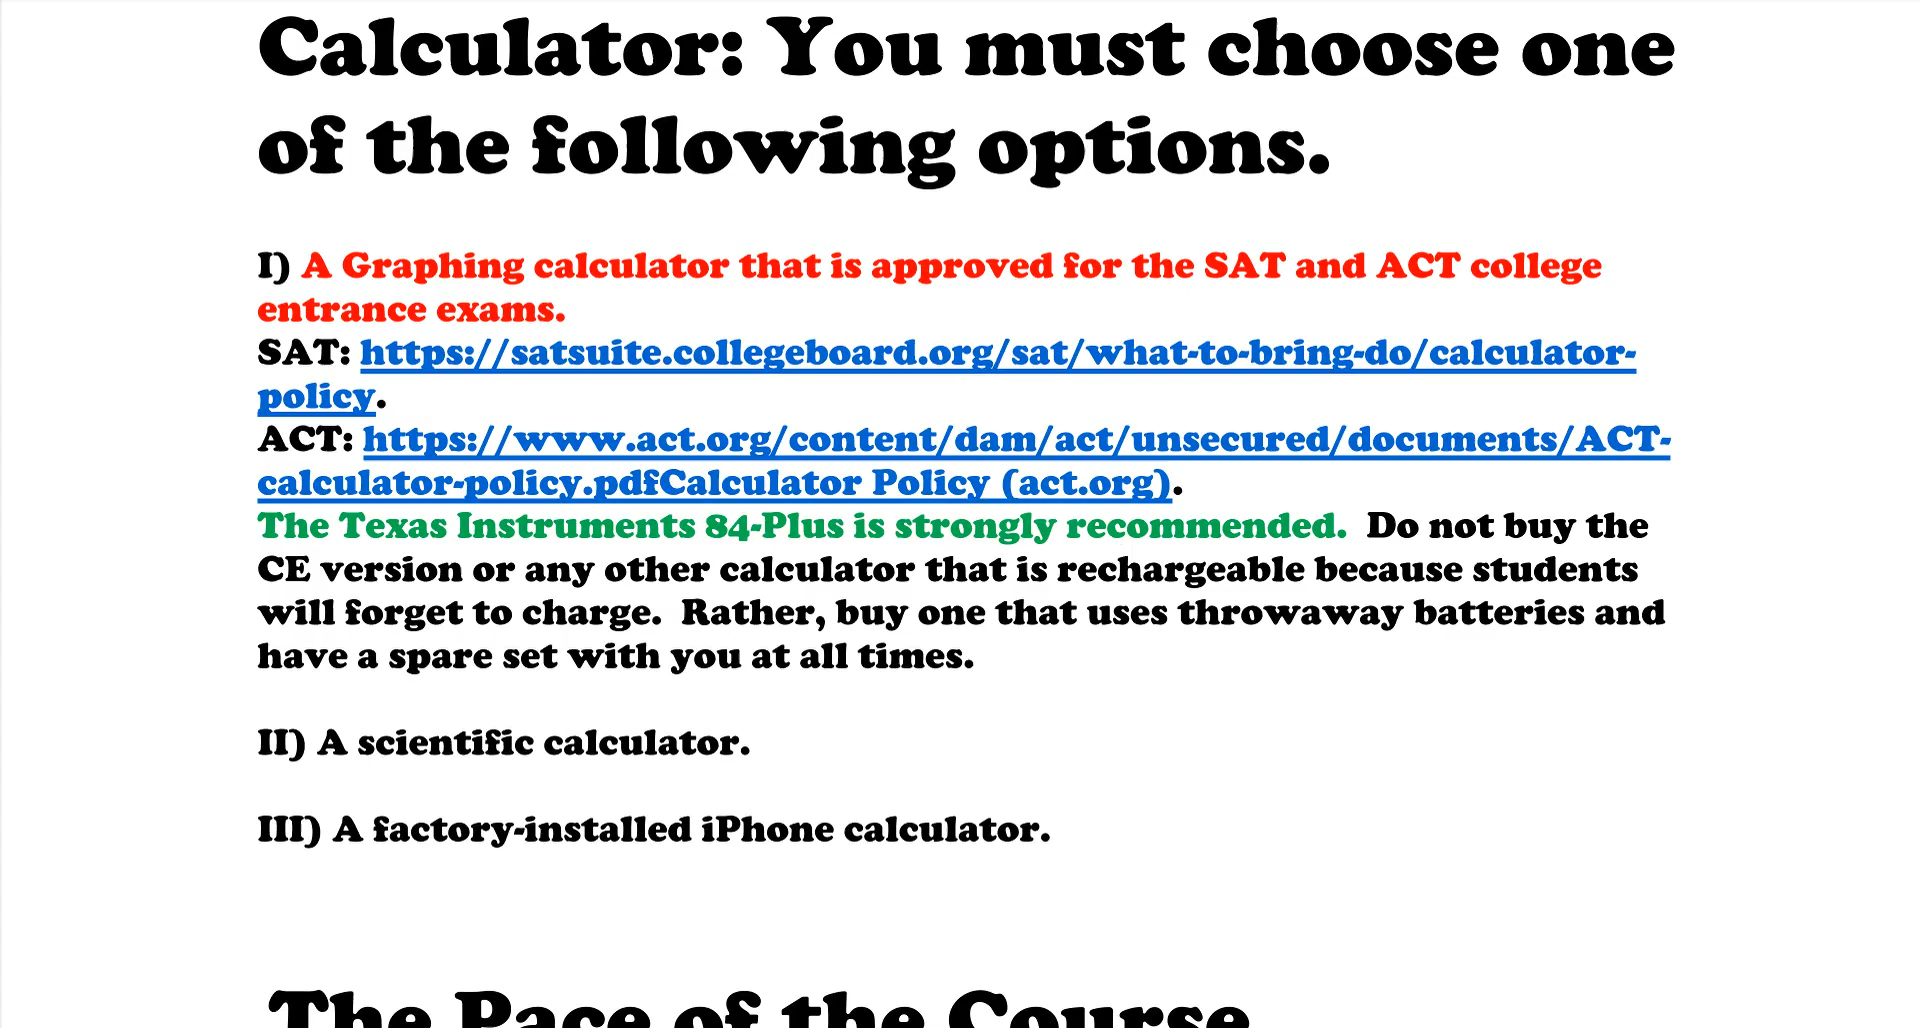 Calculator: You must choose one
of the following options.
I) A Graphing calculator that is approved for the SAT and ACT college
entrance exams.
SAT: https://satsuite.collegeboard.org/sat/what-to-bring-do/calculator-
policy.
ACT: https://www.act.org/content/dam/act/unsecured/documents/ACT-
calculator-policy.pdfCalculator Policy (act.org).
The Texas Instruments 84-Plus is strongly recommended.  Do not buy the
CE version or any other calculator that is rechargeable because students
will forget to charge.  Rather, buy one that uses throwaway batteries and
have a spare set with you at all times.
II) A scientific calculator.
III) A factory-installed iPhone calculator.
The Pace of the Course